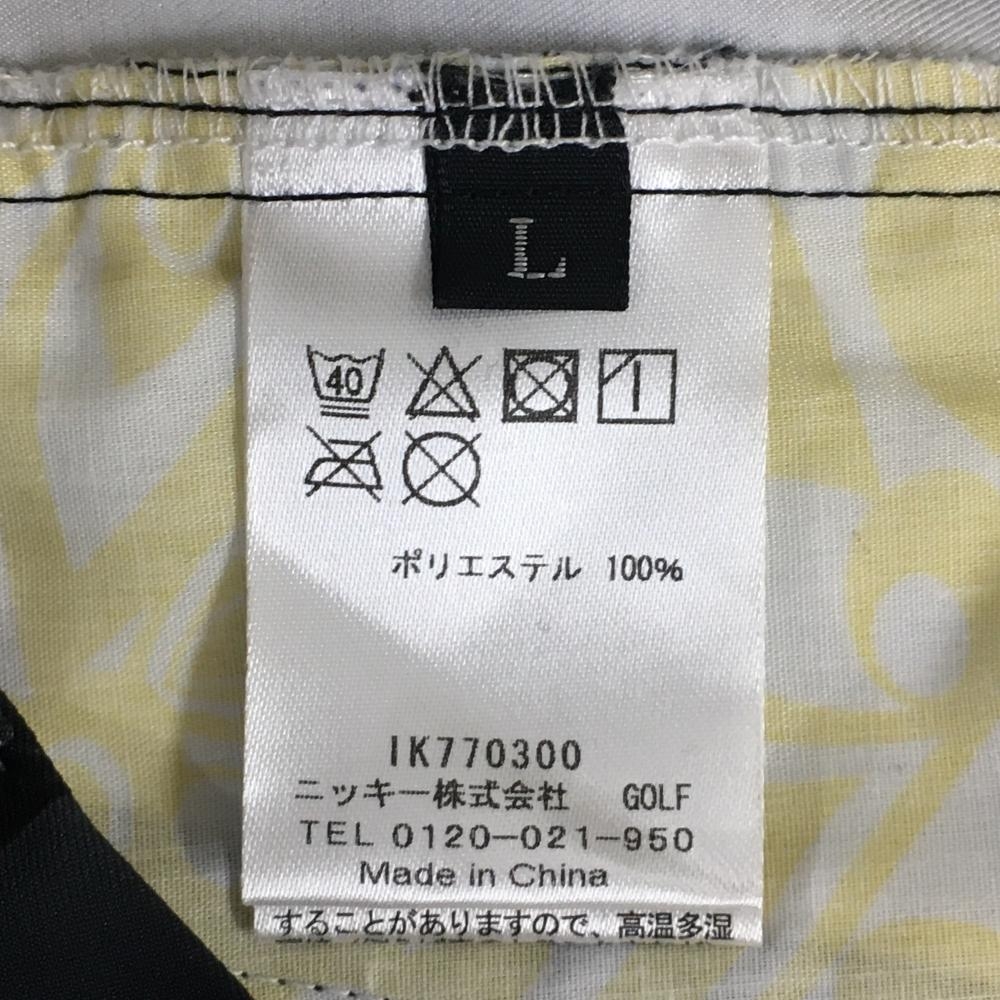 L
40
ポリエステル 100%
IK770300
ニッキー株式会社 GOLF
TEL 0120-021-950
Made in China
することがありますので、高温多湿